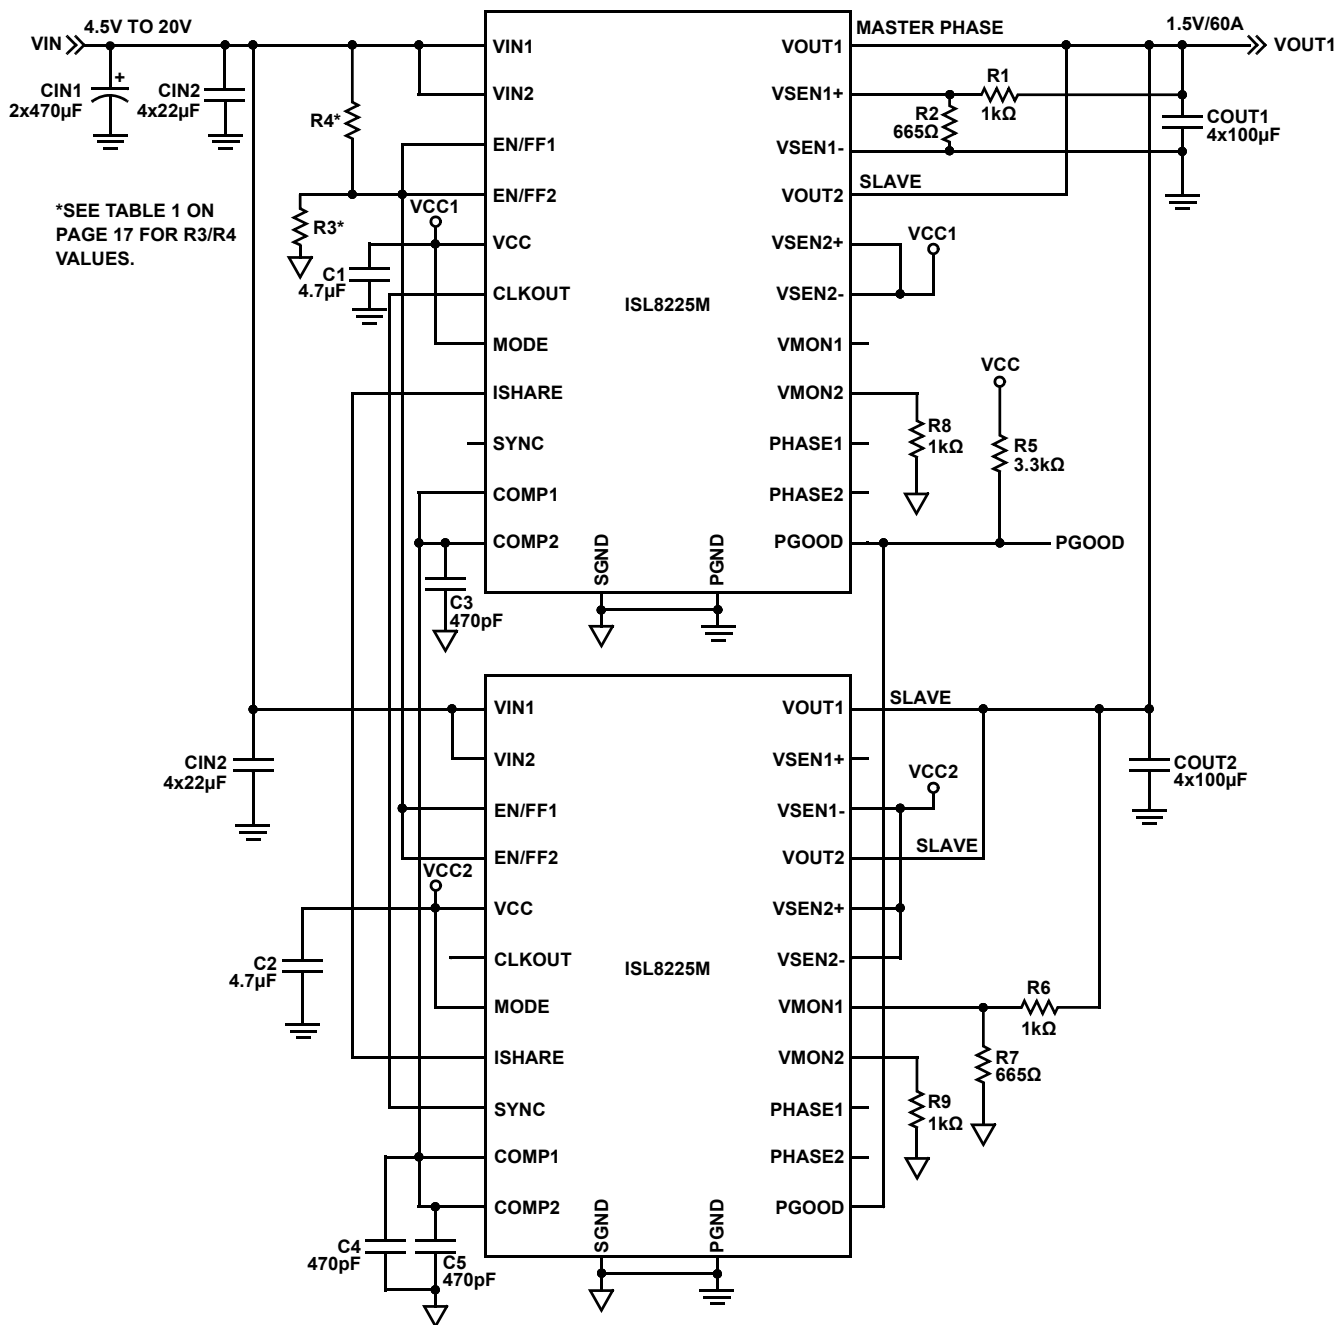 VIN
4.5V TO 20V
CIN1
2x470µF
+
CIN2
4x22µF
R4*
R3*
*SEE TABLE 1 ON
PAGE 17 FOR R3/R4
VALUES.
VCC1
C1
4.7µF
VIN1
VIN2
EN/FF1
EN/FF2
VCC
CLKOUT
MODE
ISHARE
SYNC
COMP1
COMP2
ISL8225M
SGND
PGND
VOUT1
VSEN1+
VSEN1-
VOUT2
VSEN2+
VSEN2-
VMON1
VMON2
PHASE1
PHASE2
PGOOD
MASTER PHASE
1.5V/60A
VOUT1
R1
1kΩ
R2
665Ω
COUT1
4x100µF
SLAVE
VCC1
VCC
R8
1kΩ
R5
3.3kΩ
PGOOD
C3
470pF
CIN2
4x22µF
VCC2
C2
4.7µF
VIN1
VIN2
EN/FF1
EN/FF2
VCC
CLKOUT
MODE
ISHARE
SYNC
COMP1
COMP2
ISL8225M
SGND
PGND
VOUT1
VSEN1+
VSEN1-
VOUT2
VSEN2+
VSEN2-
VMON1
VMON2
PHASE1
PHASE2
PGOOD
SLAVE
VCC2
SLAVE
COUT2
4x100µF
R6
1kΩ
R7
665Ω
R9
1kΩ
C4
470pF
C5
470pF